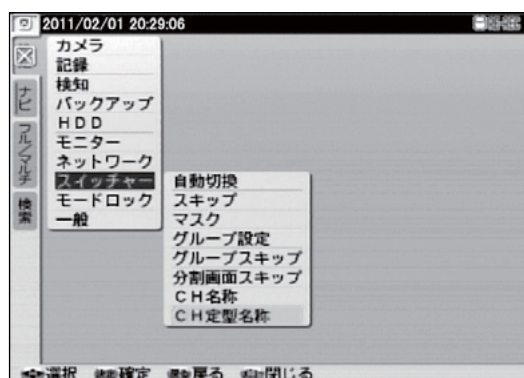 2011/02/01 20:29:06
カメラ
記録
検知
バックアップ
HDD
モニター
ネットワーク
スイッチャー
モードロック
一般
自動切換
スキップ
マスク
グループ設定
グループスキップ
分割画面スキップ
CH名称
CH定型名称
ナビ
フル/マルチ
検索
選択 確定 戻る 閉じる